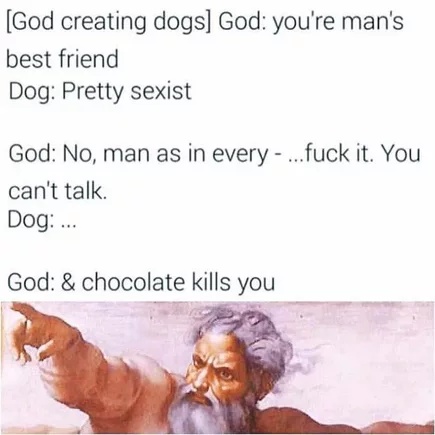 [God creating dogs] God: you're man's
best friend
Dog: Pretty sexist
God: No, man as in every - ...fuck it. You
can't talk.
Dog: ...
God: & chocolate kills you